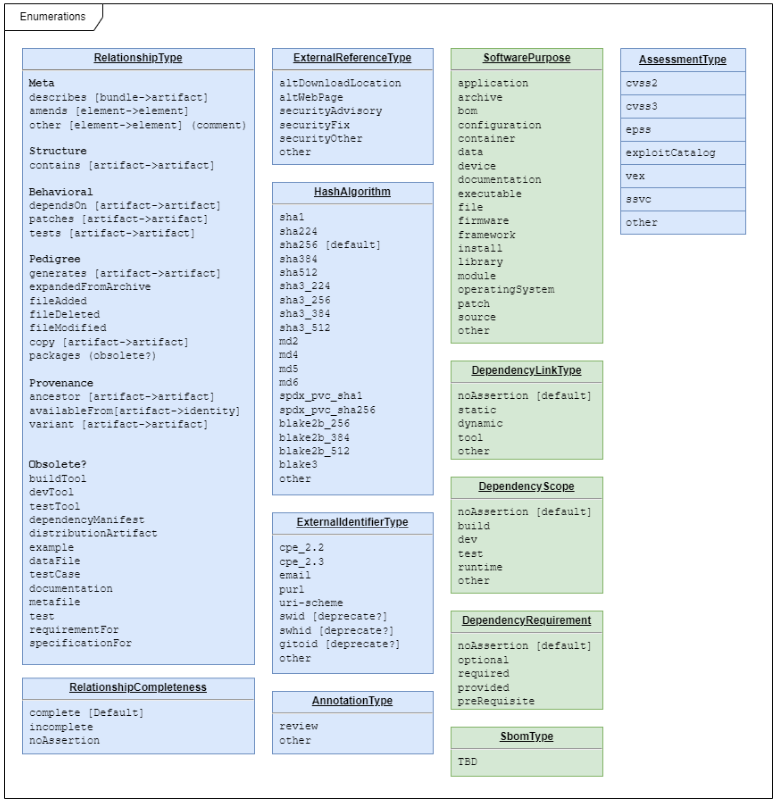 Enumerations
RelationshipType
Meta
describes [bundle->artifact]
amends [element->element]
other [element->element] (comment)
Structure
contains [artifact->artifact]
Behavioral
dependsOn [artifact->artifact]
patches [artifact->artifact]
tests [artifact->artifact]
Pedigree
generates [artifact->artifact]
expandedFromArchive
fileAdded
fileDeleted
fileModified
copy [artifact->artifact]
packages (obsolete?)
Provenance
ancestor [artifact->artifact]
availableFrom[artifact->identity]
variant [artifact->artifact]
Obsolete?
buildTool
devTool
testTool
dependencyManifest
distributionArtifact
example
dataFile
testCase
documentation
metafile
test
requirementFor
specificationFor
RelationshipCompleteness
complete [Default]
incomplete
noAssertion
ExternalReferenceType
altDownloadLocation
altWebPage
securityAdvisory
securityFix
securityOther
other
HashAlgorithm
sha1
sha224
sha256 [default]
sha384
sha512
sha3_224
sha3_256
sha3_384
sha3_512
md2
md4
md5
md6
spdx_pvc_sha1
spdx_pvc_sha256
blake2b_256
blake2b_384
blake2b_512
blake3
other
ExternalIdentifierType
cpe_2.2
cpe_2.3
email
purl
uri-scheme
swid [deprecate?]
swhid [deprecate?]
gitoid [deprecate?]
other
AnnotationType
review
other
SoftwarePurpose
application
archive
bom
configuration
container
data
device
documentation
executable
file
firmware
framework
install
library
module
operatingSystem
patch
source
other
DependencyLinkType
noAssertion [default]
static
dynamic
tool
other
DependencyScope
noAssertion [default]
build
dev
test
runtime
other
DependencyRequirement
noAssertion [default]
optional
required
provided
preRequisite
SbomType
TBD
AssessmentType
cvss2
cvss3
epss
exploitCatalog
vex
ssvc
other